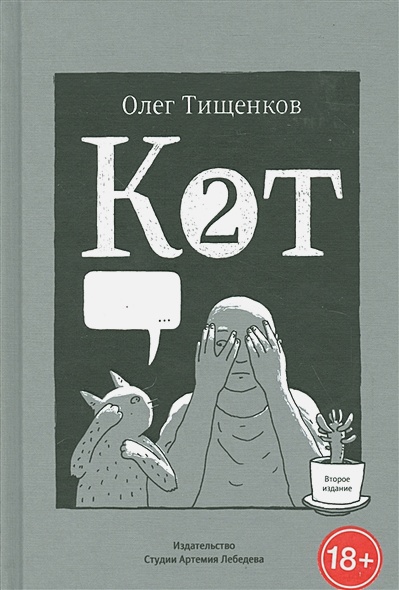 Олег Тищенков
Кот
2
...
Второе
издание
Издательство
Студии Артемия Лебедева
18+